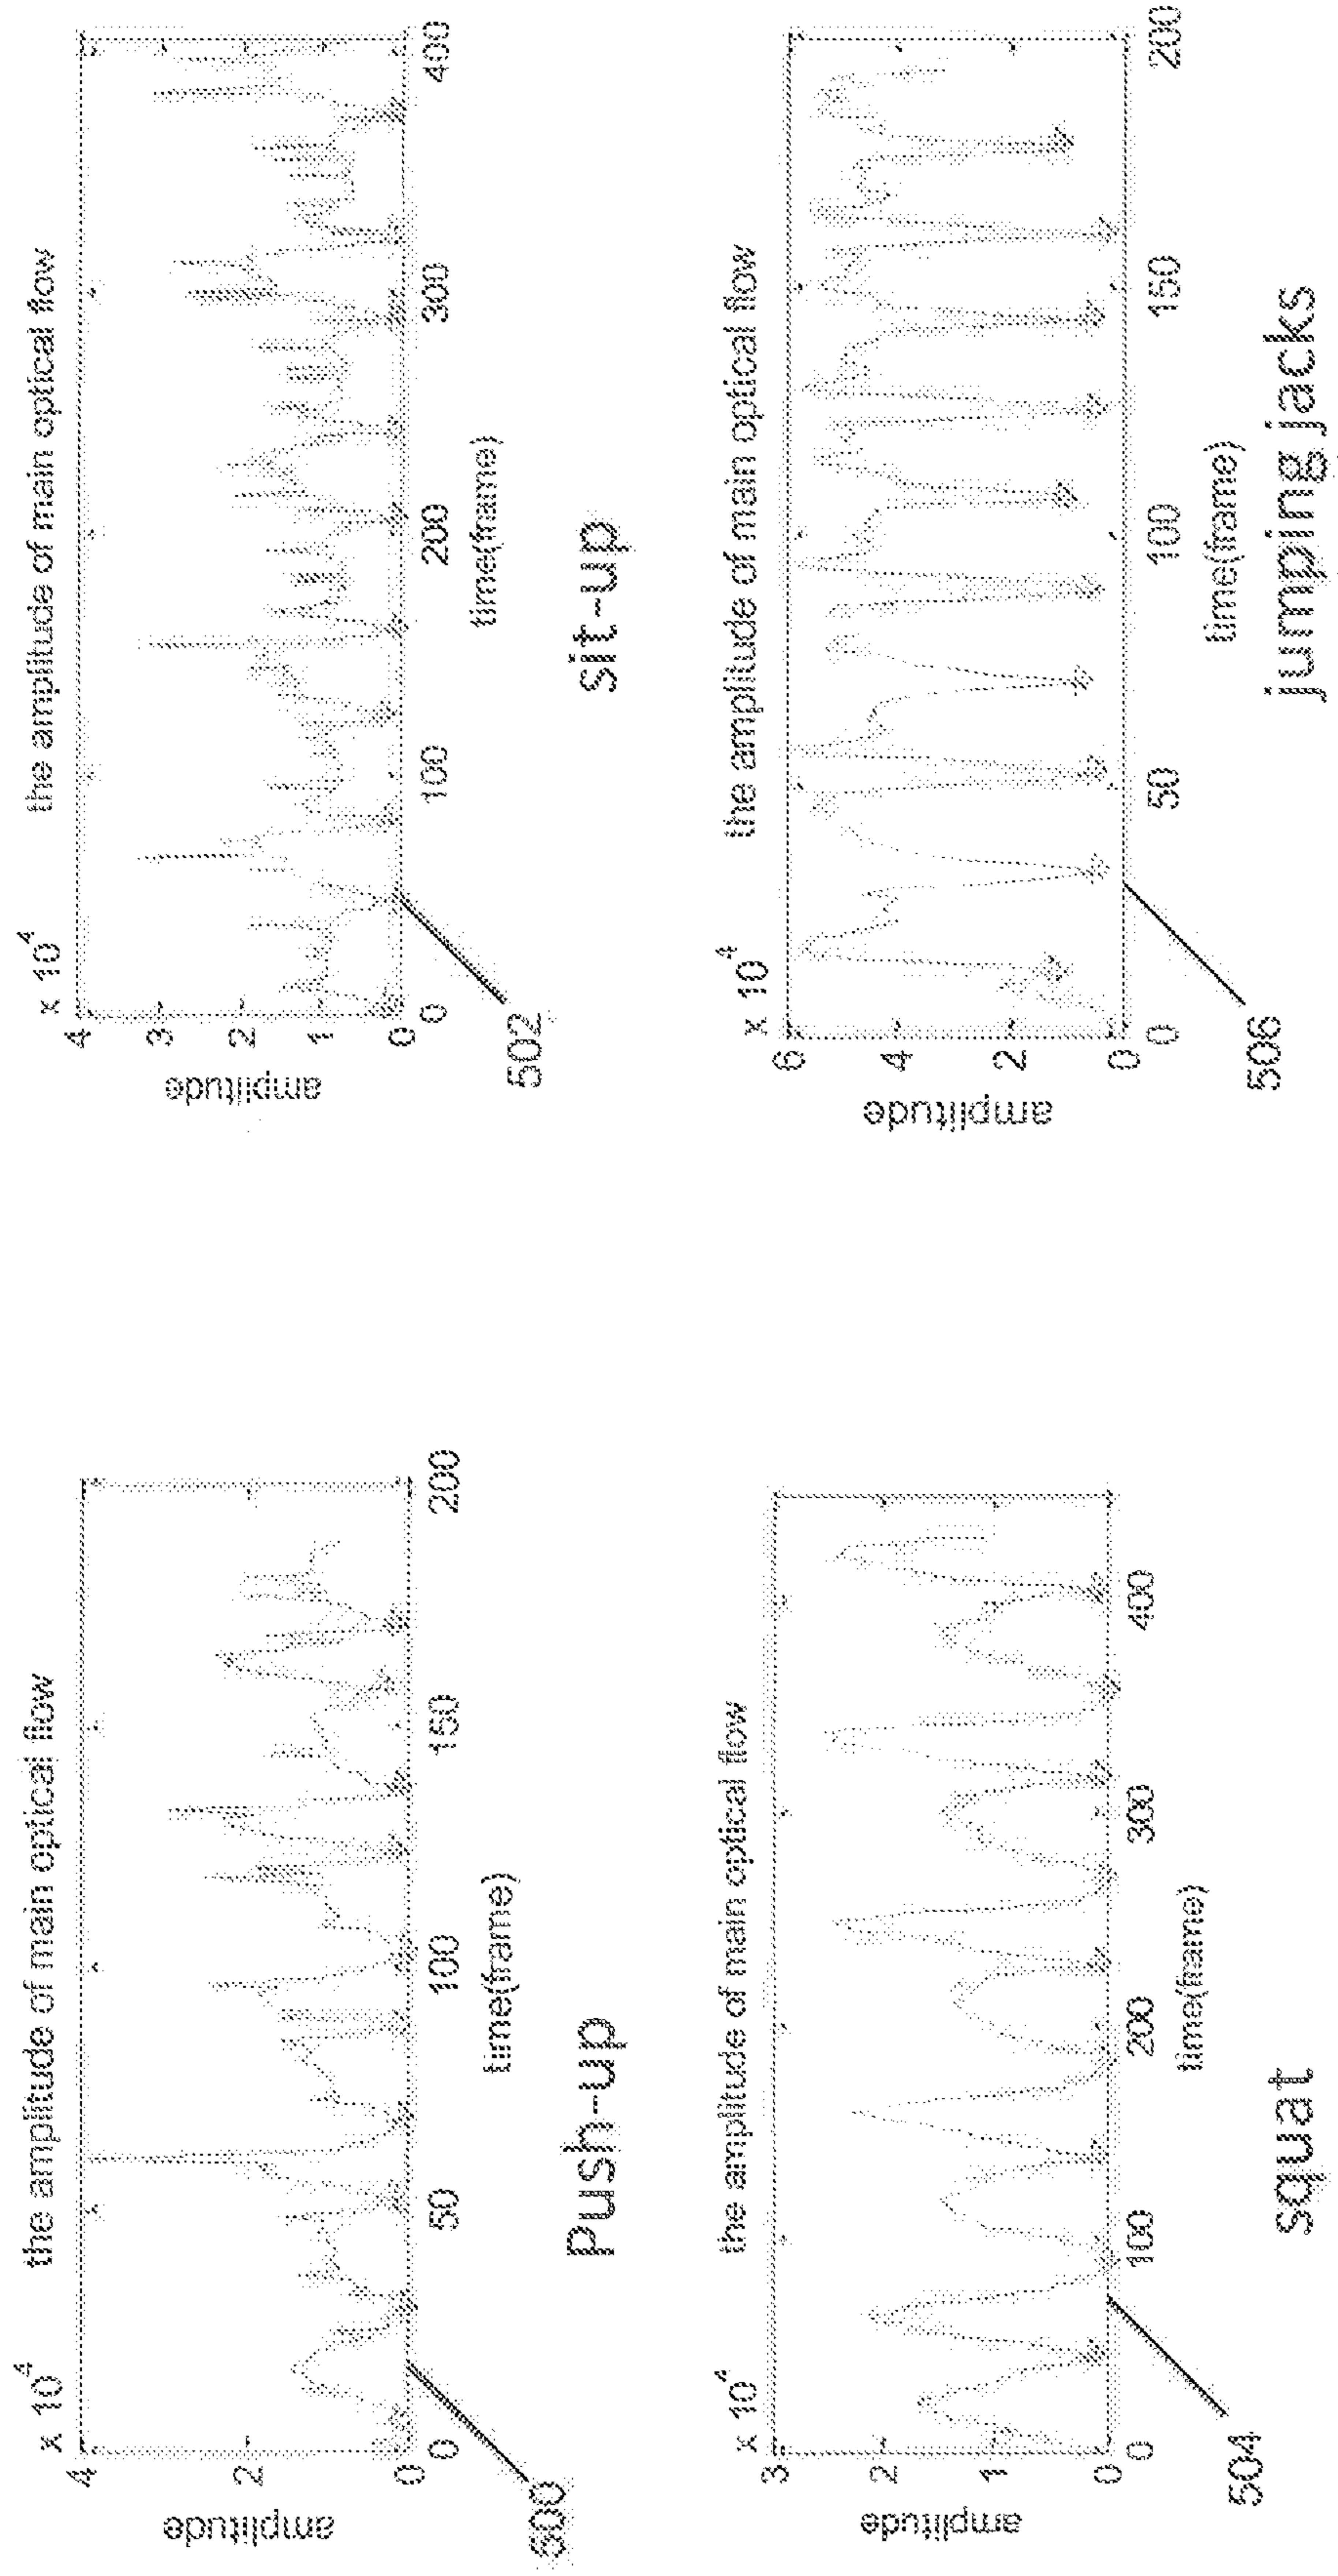 the amplitude of main optical flow
x 10^4
amplitude
4
2
0
0
50
100
150
200
time(frame)
500
Push-up
the amplitude of main optical flow
x 10^4
amplitude
4
3
2
1
0
0
100
200
300
400
time(frame)
502
sit-up
the amplitude of main optical flow
x 10^4
amplitude
3
2
1
0
0
100
200
300
400
time(frame)
504
squat
the amplitude of main optical flow
x 10^4
amplitude
6
4
2
0
0
50
100
150
200
time(frame)
506
jumping jacks